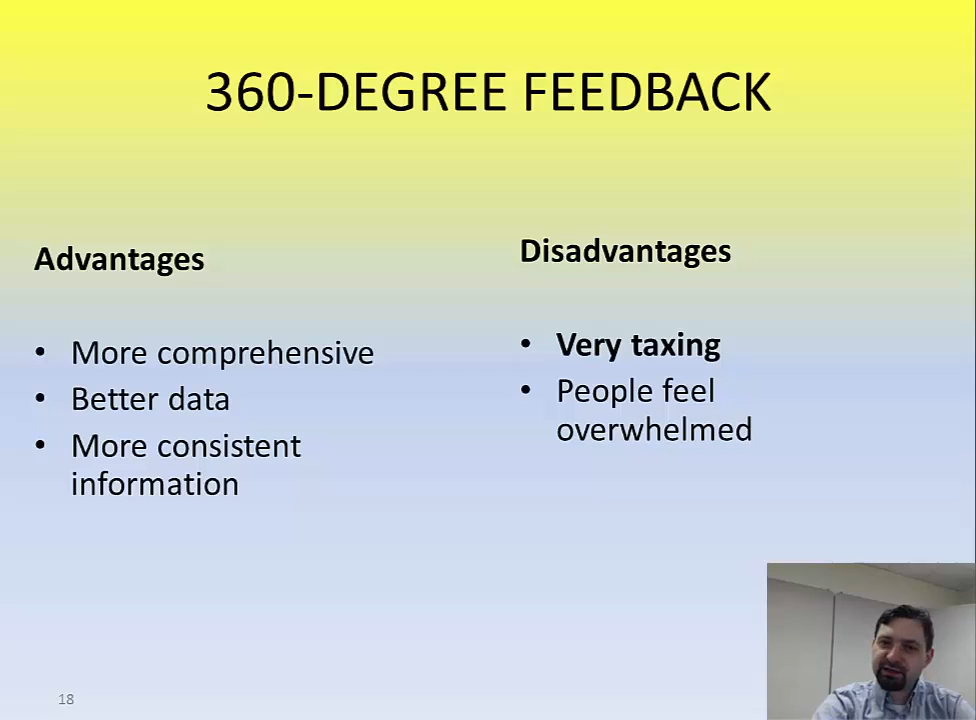 360-DEGREE FEEDBACK
Advantages
• More comprehensive
• Better data
• More consistent
information
Disadvantages
• Very taxing
• People feel
overwhelmed
18